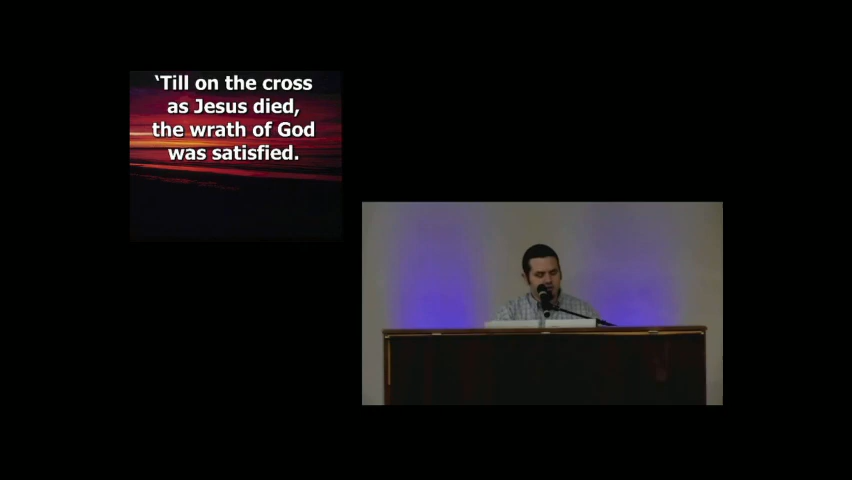 ‘Till on the cross
as Jesus died,
the wrath of God
was satisfied.